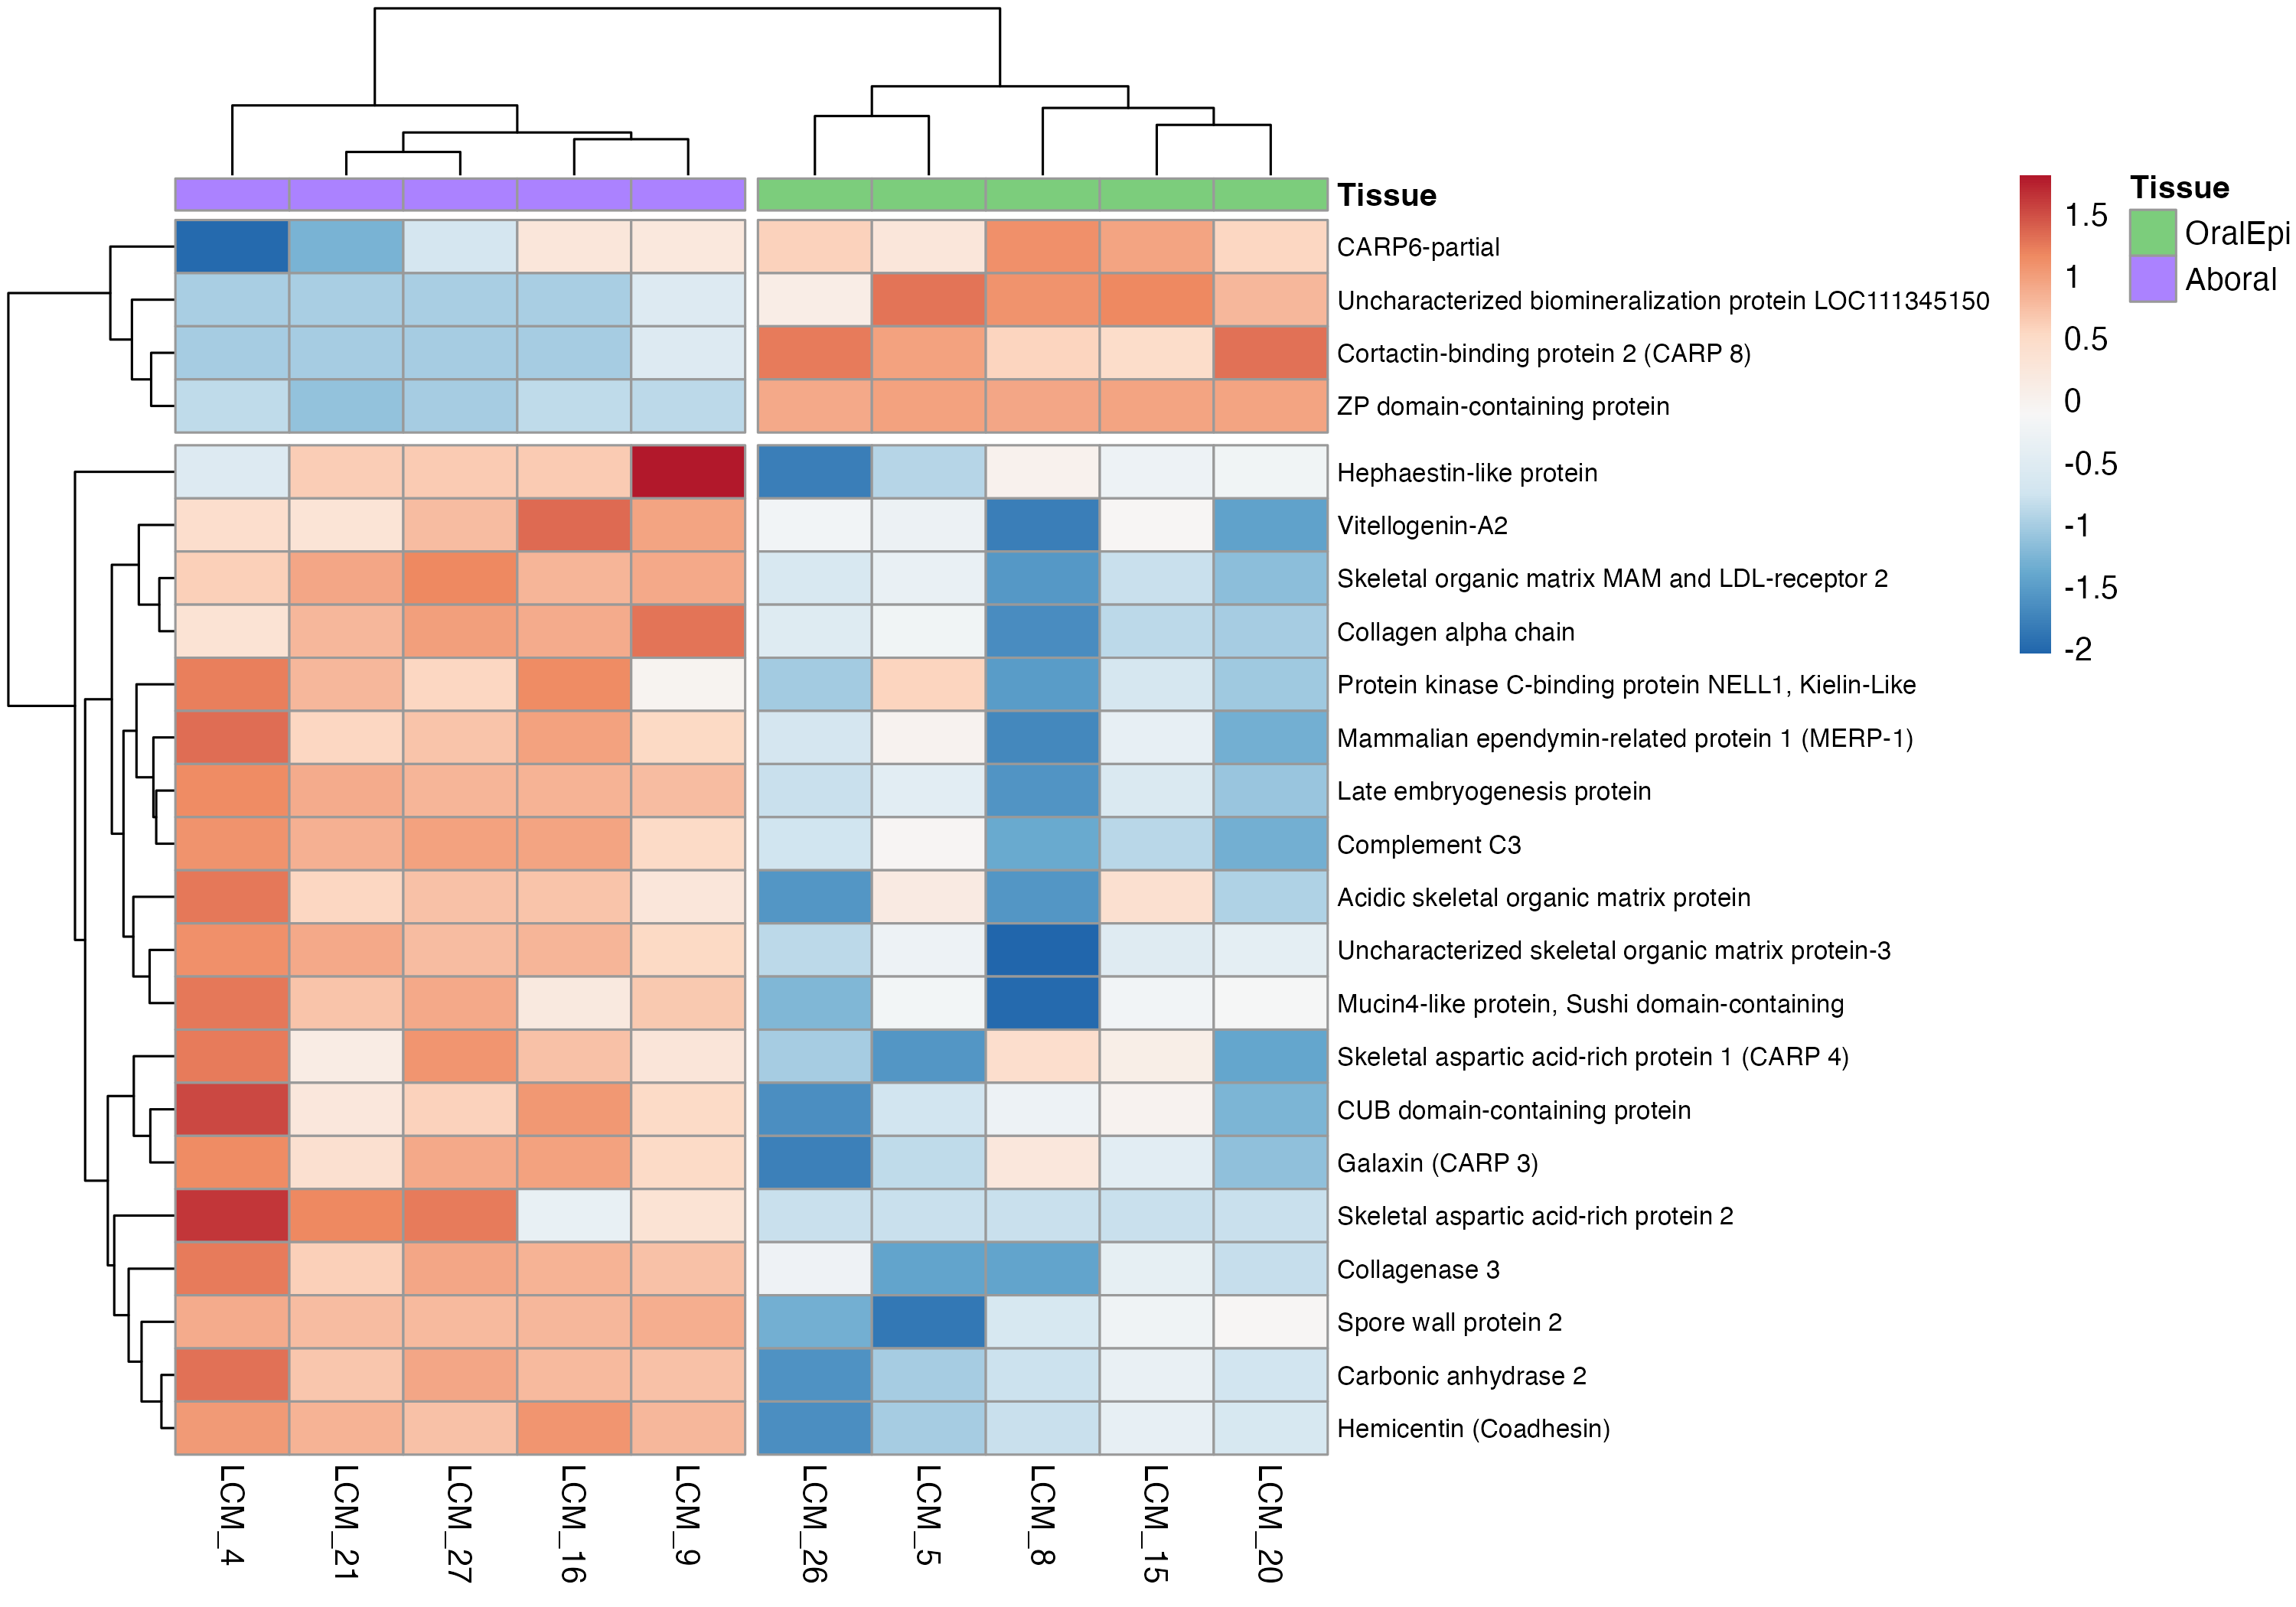 Tissue
CARP6-partial
Uncharacterized biomineralization protein LOC111345150
Cortactin-binding protein 2 (CARP 8)
ZP domain-containing protein
Hephaestin-like protein
Vitellogenin-A2
Skeletal organic matrix MAM and LDL-receptor 2
Collagen alpha chain
Protein kinase C-binding protein NELL1, Kielin-Like
Mammalian ependymin-related protein 1 (MERP-1)
Late embryogenesis protein
Complement C3
Acidic skeletal organic matrix protein
Uncharacterized skeletal organic matrix protein-3
Mucin4-like protein, Sushi domain-containing
Skeletal aspartic acid-rich protein 1 (CARP 4)
CUB domain-containing protein
Galaxin (CARP 3)
Skeletal aspartic acid-rich protein 2
Collagenase 3
Spore wall protein 2
Carbonic anhydrase 2
Hemicentin (Coadhesin)
LCM_4
LCM_21
LCM_27
LCM_16
LCM_9
LCM_26
LCM_5
LCM_8
LCM_15
LCM_20
1.5
1
0.5
0
-0.5
-1
-1.5
-2
Tissue
OralEpi
Aboral